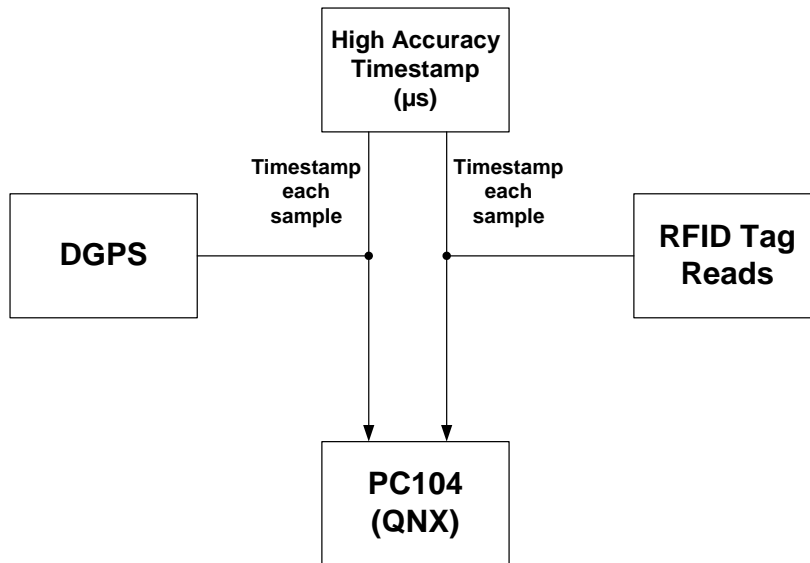 High Accuracy
Timestamp
(µs)
Timestamp
each
sample
Timestamp
each
sample
DGPS
RFID Tag
Reads
PC104
(QNX)